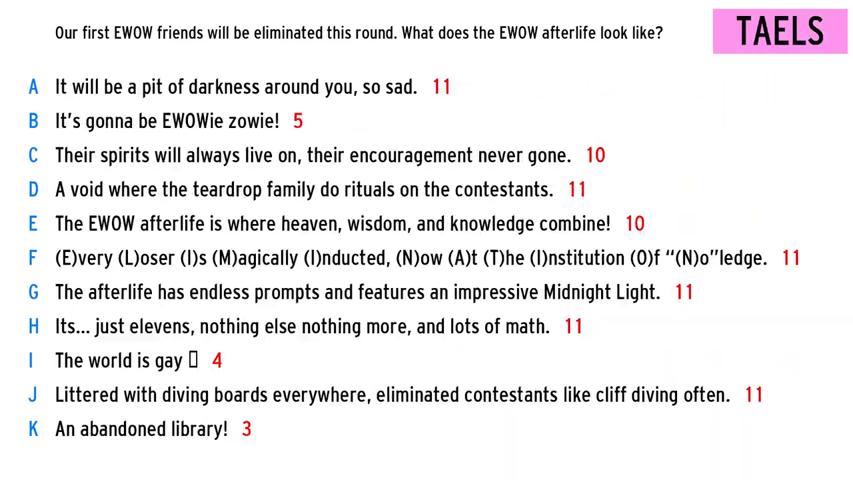 Our first EWOW friends will be eliminated this round. What does the EWOW afterlife look like?
TAELS
A It will be a pit of darkness around you, so sad. 11
B It's gonna be EWOWie zowie! 5
C Their spirits will always live on, their encouragement never gone. 10
D A void where the teardrop family do rituals on the contestants. 11
E The EWOW afterlife is where heaven, wisdom, and knowledge combine! 10
F (E)very (L)oser (I)s (M)agically (I)nducted, (N)ow (A)t (T)he (I)nstitution (O)f “(N)o”ledge. 11
G The afterlife has endless prompts and features an impressive Midnight Light. 11
H Its... just elevens, nothing else nothing more, and lots of math. 11
I The world is gay ▯ 4
J Littered with diving boards everywhere, eliminated contestants like cliff diving often. 11
K An abandoned library! 3